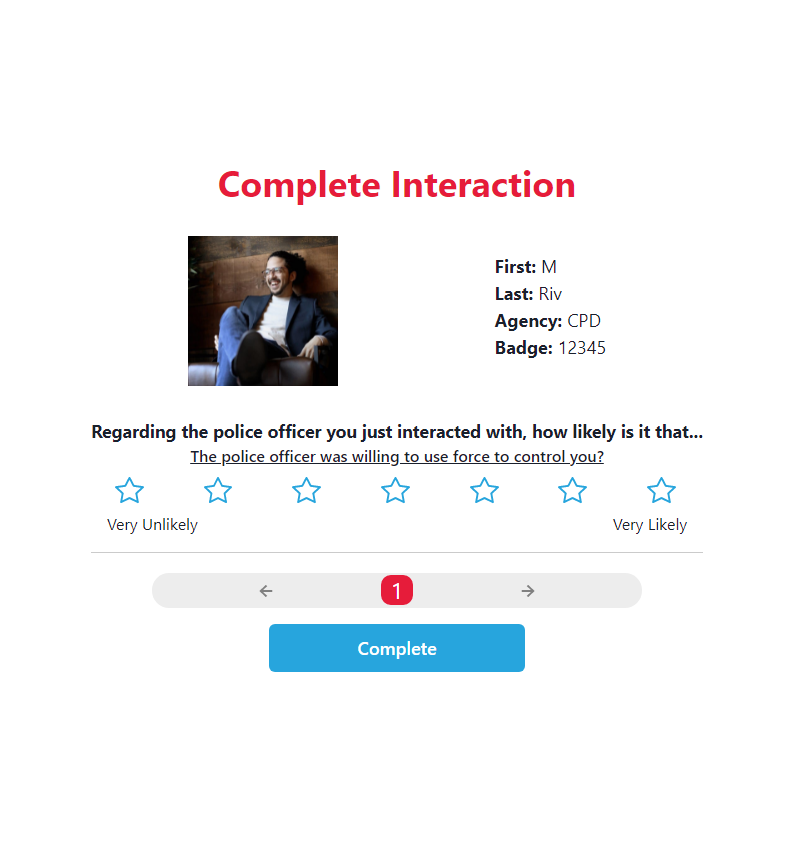 Complete Interaction
First: M
Last: Riv
Agency: CPD
Badge: 12345
Regarding the police officer you just interacted with, how likely is it that...
The police officer was willing to use force to control you?
Very Unlikely Very Likely
1
Complete